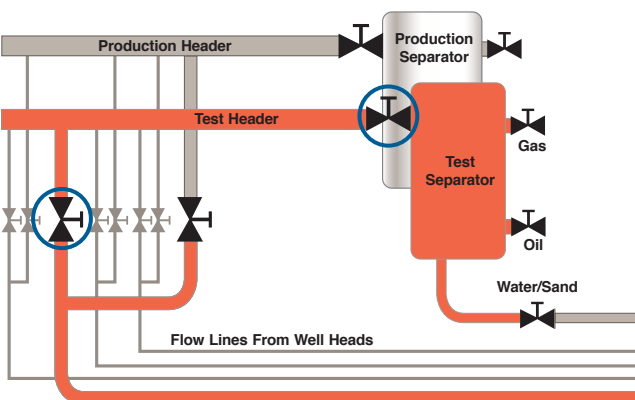 Production Header
Production
Separator
Test Header
Gas
Test
Separator
Oil
Water/Sand
Flow Lines From Well Heads